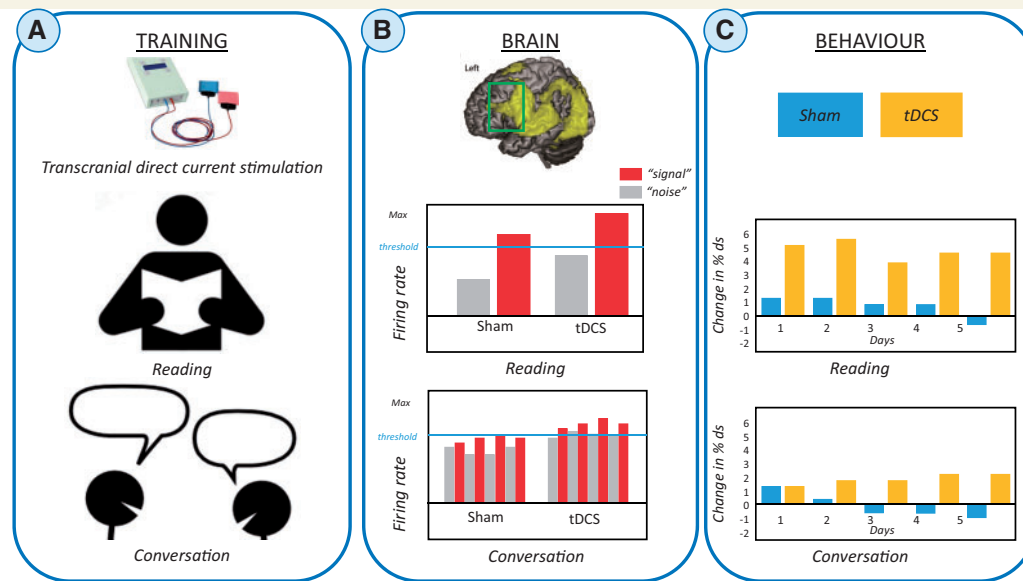 A
TRAINING
Transcranial direct current stimulation
Reading
Conversation
B
BRAIN
Left
"signal"
"noise"
Max
threshold
Firing rate
Sham
tDCS
Reading
Max
threshold
Firing rate
Sham
tDCS
Conversation
C
BEHAVIOUR
Sham
tDCS
Change in % ds
6
5
4
3
2
1
0
-1
-2
1 2 3 4 5
Days
Reading
Change in % ds
6
5
4
3
2
1
0
-1
-2
1 2 3 4 5
Days
Conversation